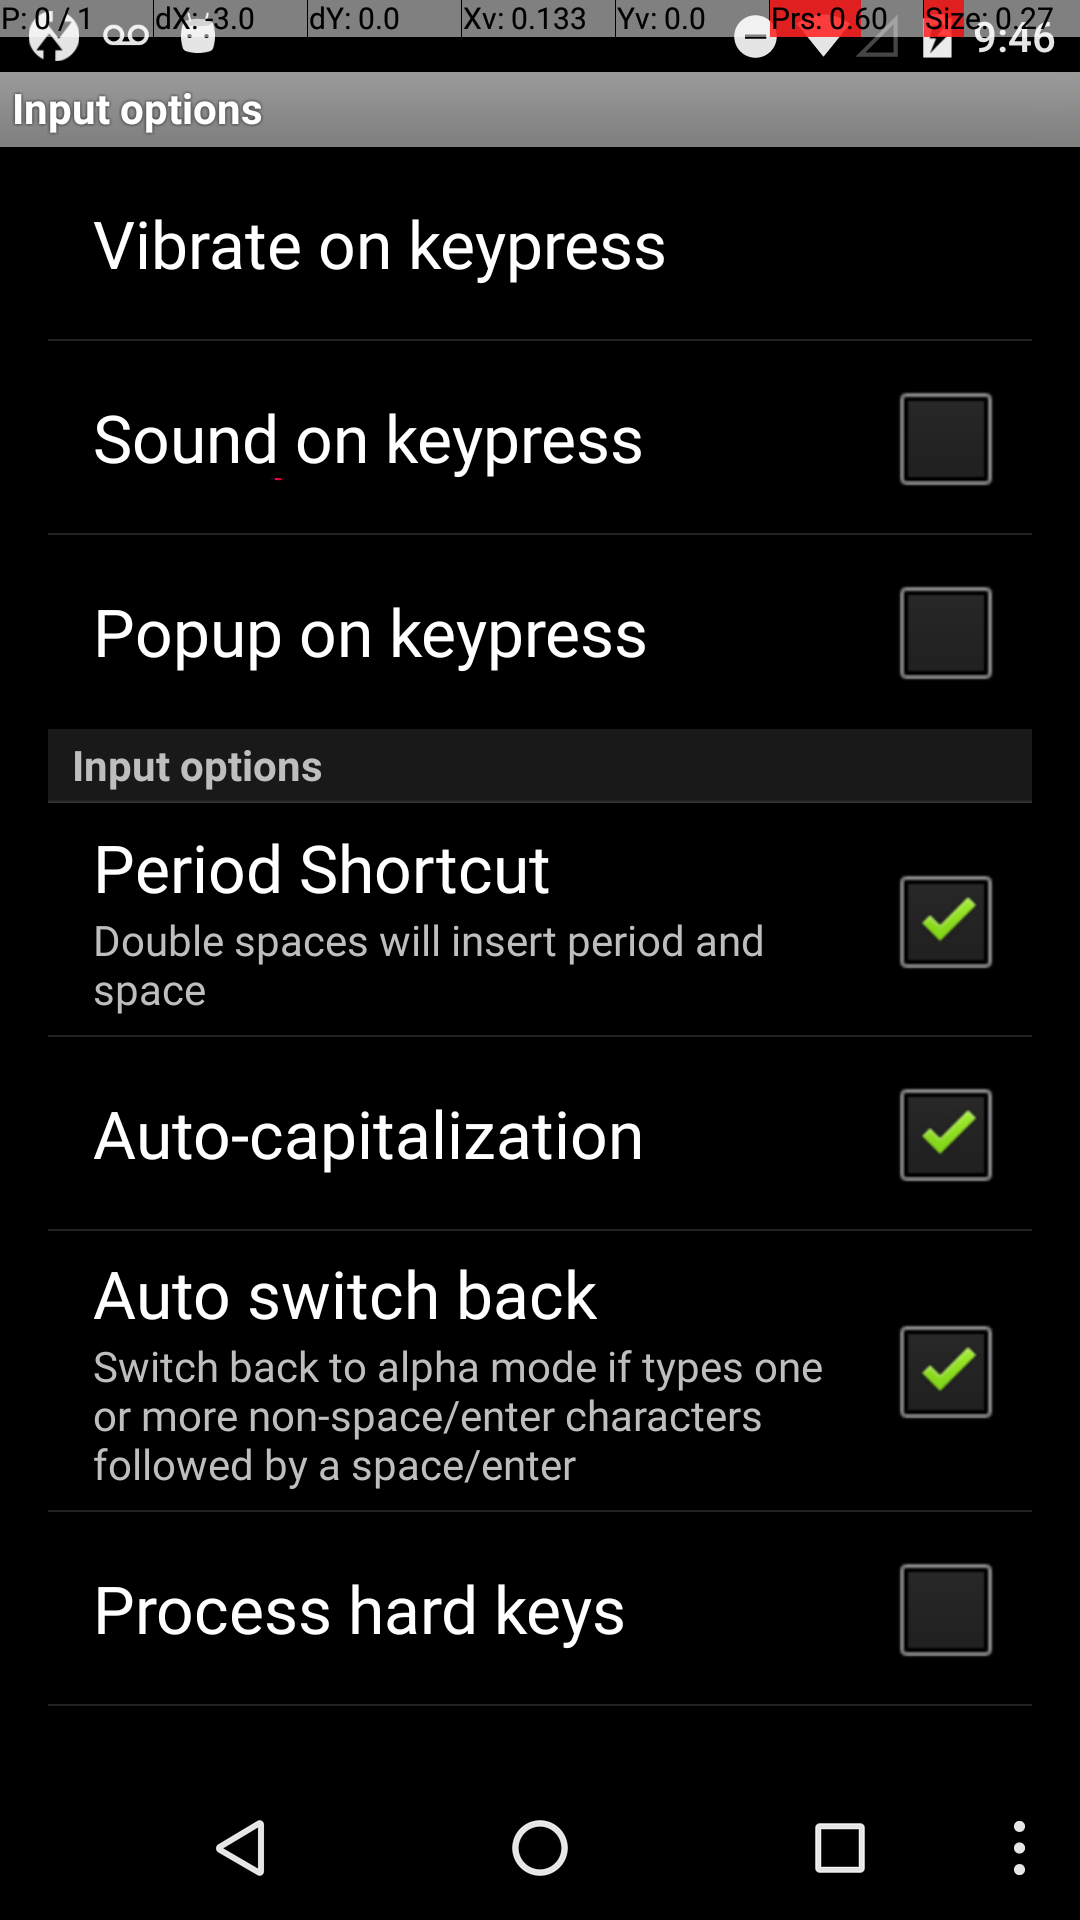 P: 0 / 1 dX: -3.0 dY: 0.0 Xv: 0.133 Yv: 0.0 Prs: 0.60 Size: 0.27
9:46
Input options
Vibrate on keypress
Sound on keypress
Popup on keypress
Input options
Period Shortcut
Double spaces will insert period and
space
Auto-capitalization
Auto switch back
Switch back to alpha mode if types one
or more non-space/enter characters
followed by a space/enter
Process hard keys